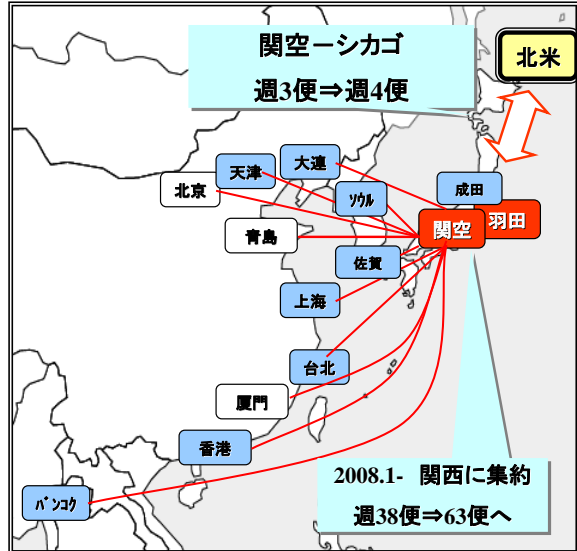 関空－シカゴ
週3便⇒週4便
北米
大連
天津
北京
ソウル
成田
羽田
関空
青島
佐賀
上海
台北
厦門
香港
バンコク
2008.1- 関西に集約
週38便⇒63便へ